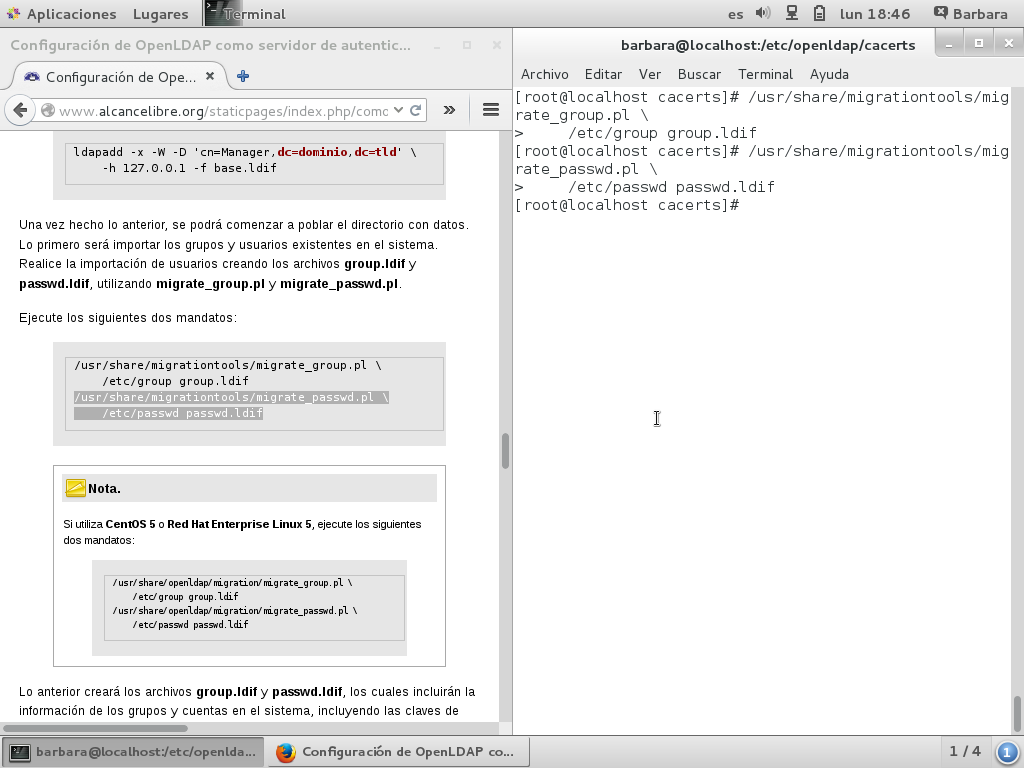 Aplicaciones Lugares Terminal es lun 18:46 Barbara
Configuración de OpenLDAP como servidor de autentic...
Configuración de Ope...
www.alcancelibre.org/staticpages/index.php/como
ldapadd -x -W -D 'cn=Manager,dc=dominio,dc=tld' \
-h 127.0.0.1 -f base.ldif
Una vez hecho lo anterior, se podrá comenzar a poblar el directorio con datos.
Lo primero será importar los grupos y usuarios existentes en el sistema.
Realice la importación de usuarios creando los archivos group.ldif y
passwd.ldif, utilizando migrate_group.pl y migrate_passwd.pl.
Ejecute los siguientes dos mandatos:
/usr/share/migrationtools/migrate_group.pl \
/etc/group group.ldif
/usr/share/migrationtools/migrate_passwd.pl \
/etc/passwd passwd.ldif
Nota.
Si utiliza CentOS 5 o Red Hat Enterprise Linux 5, ejecute los siguientes
dos mandatos:
/usr/share/openldap/migration/migrate_group.pl \
/etc/group group.ldif
/usr/share/openldap/migration/migrate_passwd.pl \
/etc/passwd passwd.ldif
Lo anterior creará los archivos group.ldif y passwd.ldif, los cuales incluirán la
información de los grupos y cuentas en el sistema, incluyendo las claves de
barbara@localhost:/etc/openldap/cacerts
Archivo Editar Ver Buscar Terminal Ayuda
[root@localhost cacerts]# /usr/share/migrationtools/mig
rate_group.pl \
> /etc/group group.ldif
[root@localhost cacerts]# /usr/share/migrationtools/mig
rate_passwd.pl \
> /etc/passwd passwd.ldif
[root@localhost cacerts]#
barbara@localhost:/etc/openlda... Configuración de OpenLDAP co... 1 / 4 1